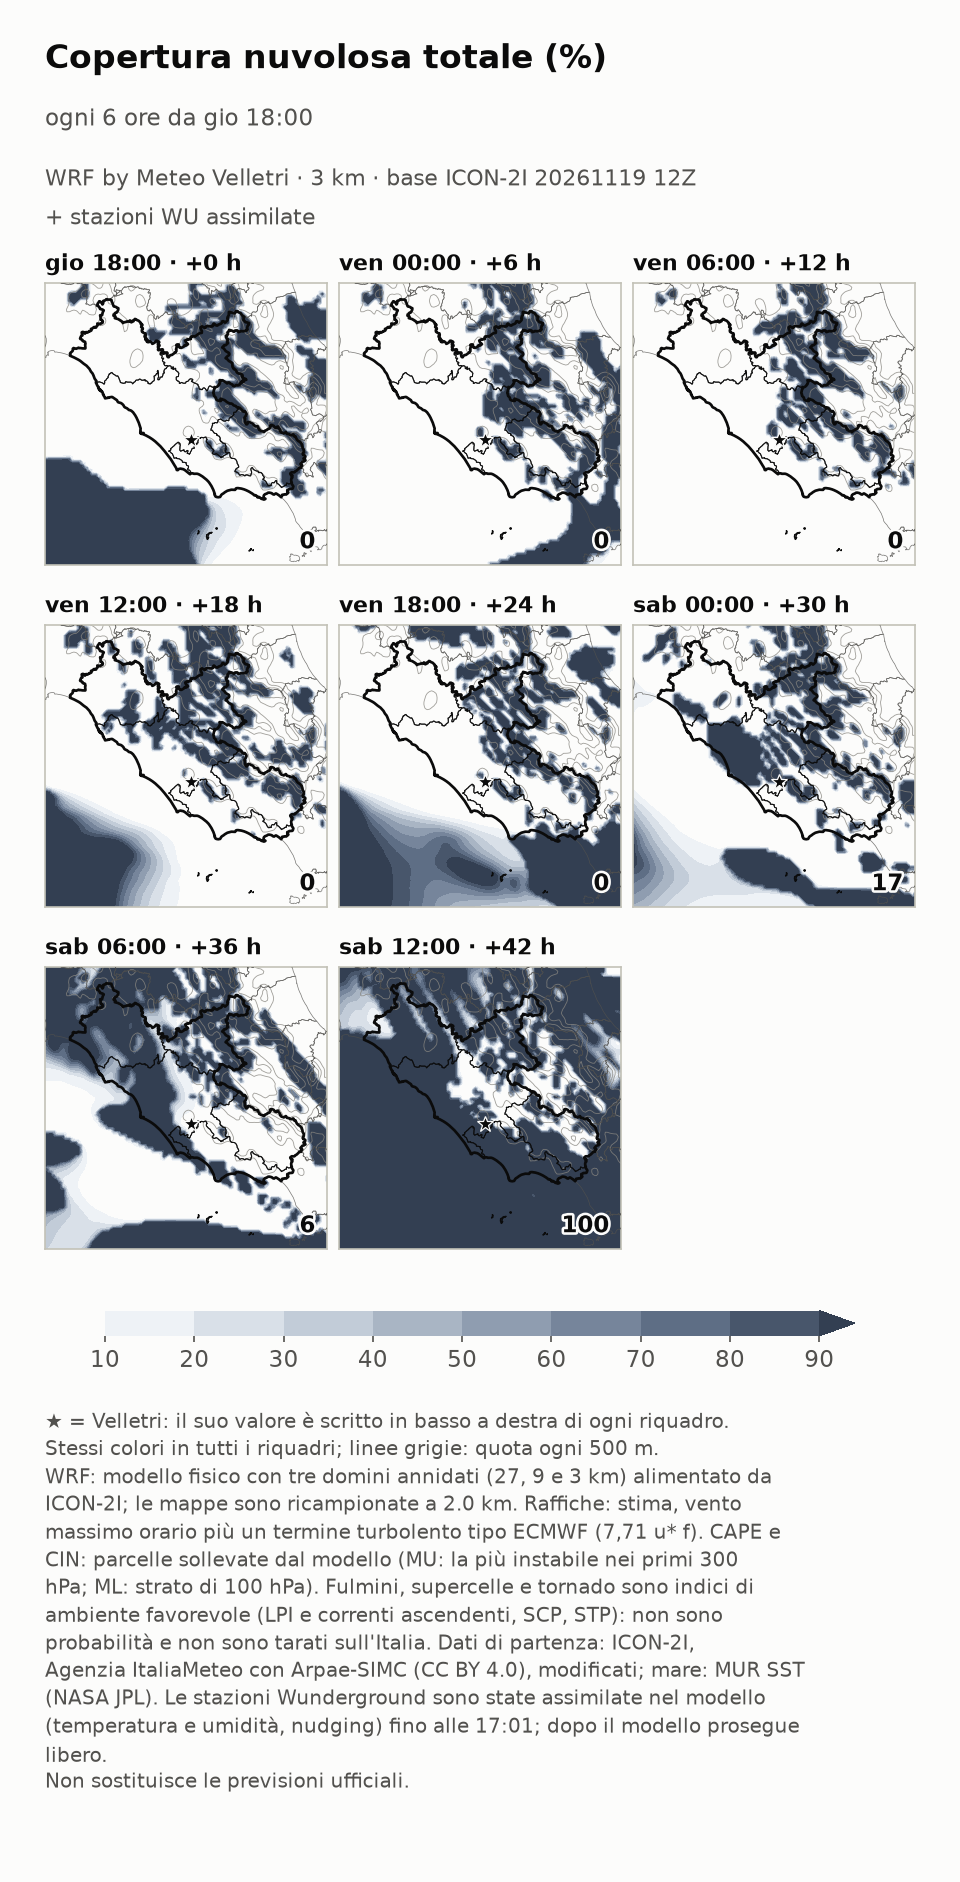 Copertura nuvolosa totale (%)
ogni 6 ore da gio 18:00
WRF by Meteo Velletri · 3 km · base ICON-2I 20261119 12Z
+ stazioni WU assimilate
gio 18:00 · +0 h
ven 00:00 · +6 h
ven 06:00 · +12 h
0
0
0
ven 12:00 · +18 h
ven 18:00 · +24 h
sab 00:00 · +30 h
0
0
17
sab 06:00 · +36 h
sab 12:00 · +42 h
6
100
10 20 30 40 50 60 70 80 90
★ = Velletri: il suo valore è scritto in basso a destra di ogni riquadro.
Stessi colori in tutti i riquadri; linee grigie: quota ogni 500 m.
WRF: modello fisico con tre domini annidati (27, 9 e 3 km) alimentato da
ICON-2I; le mappe sono ricampionate a 2.0 km. Raffiche: stima, vento
massimo orario più un termine turbolento tipo ECMWF (7,71 u* f). CAPE e
CIN: parcelle sollevate dal modello (MU: la più instabile nei primi 300
hPa; ML: strato di 100 hPa). Fulmini, supercelle e tornado sono indici di
ambiente favorevole (LPI e correnti ascendenti, SCP, STP): non sono
probabilità e non sono tarati sull'Italia. Dati di partenza: ICON-2I,
Agenzia ItaliaMeteo con Arpae-SIMC (CC BY 4.0), modificati; mare: MUR SST
(NASA JPL). Le stazioni Wunderground sono state assimilate nel modello
(temperatura e umidità, nudging) fino alle 17:01; dopo il modello prosegue
libero.
Non sostituisce le previsioni ufficiali.